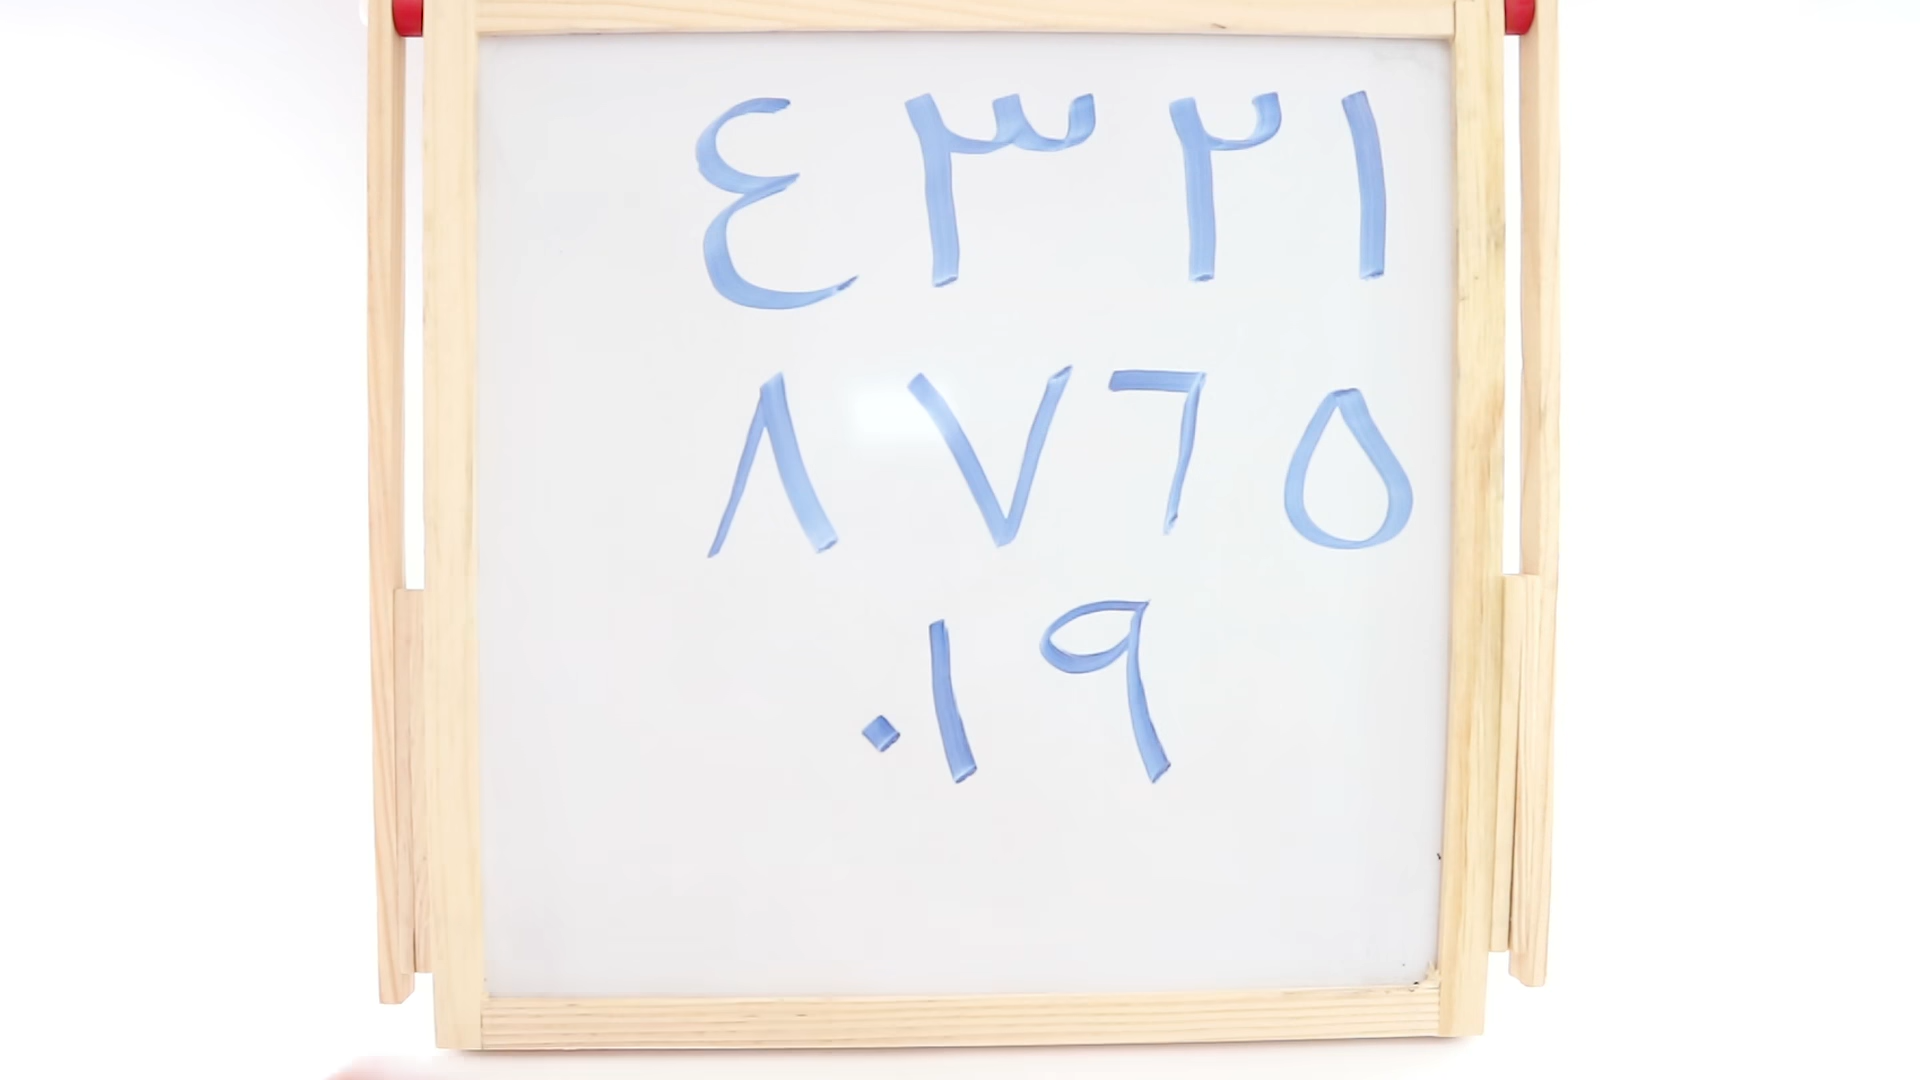 ١ ٢ ٣ ٤
٥ ٦ ٧ ٨
٩ ١٠